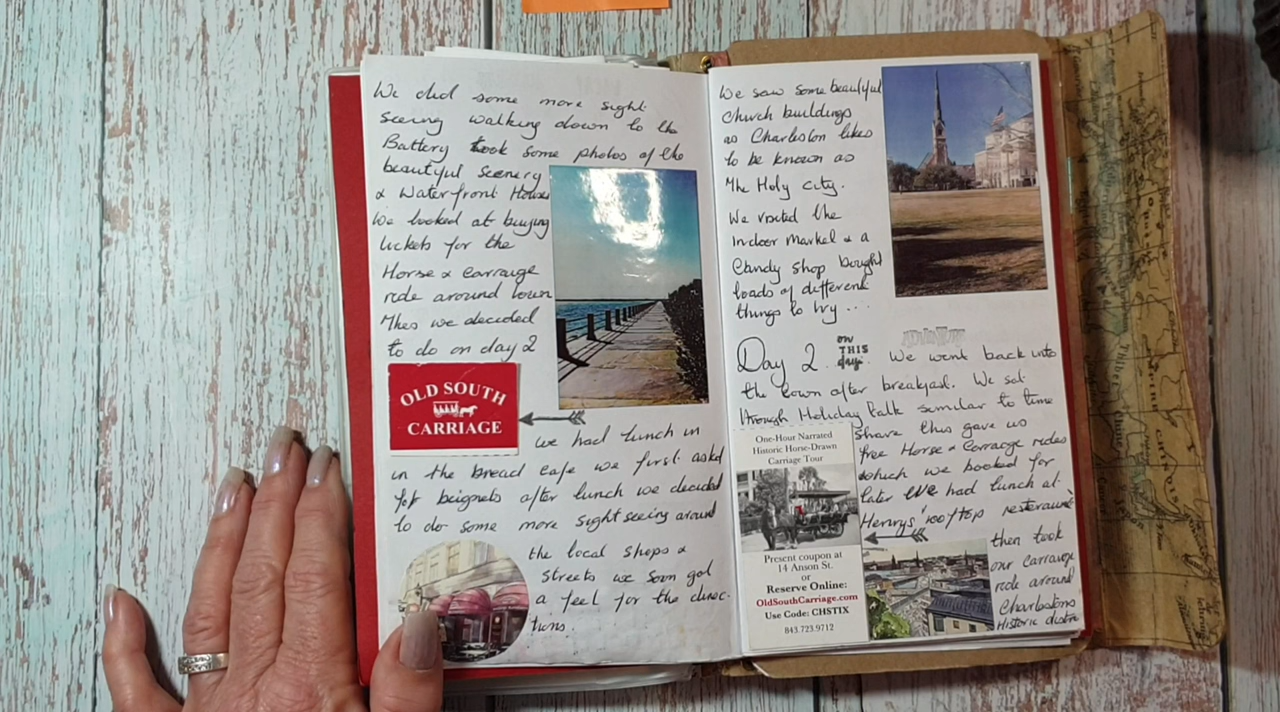 We did some more sight
seeing walking down to the
Battery took some photos of the
beautiful scenery
& Waterfront Houses
We looked at buying
tickets for the
Horse & carraige
ride around town
This we decided
to do on day 2
OLD SOUTH
CARRIAGE
We had lunch in
in the bread cafe we first asked
for beignets after lunch we decided
to do some more sightseeing around
the local shops &
streets we soon got
a feel for the direc-
tions.
We saw some beautiful
church buildings
as Charleston likes
to be known as
The Holy City.
We visited the
Indoor Market & a
Candy shop bought
loads of different
things to try ....
Day 2
on
THIS
day.
We went back into
the town after breakfast. We sat
through Holiday talk similar to time
share this gave us
free Horse & Carraige rides
which we booked for
later We had lunch at
Henrys' rooftop
then took
our Carraige
ride around
Charlestons
Historic
One-Hour Narrated
Historic Horse-Drawn
Carriage Tour
Present coupon at
14 Anson St.
or
Reserve Online:
OldSouthCarriage.com
Use Code: CHSTIX
843.723.9712